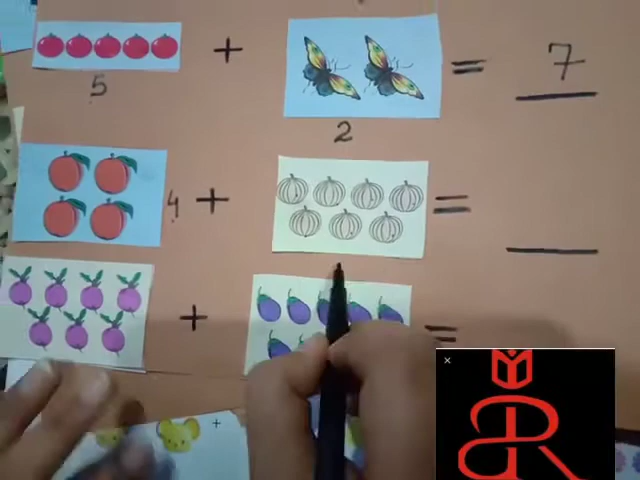 + = 7
5
2
4 + =
+ =
+